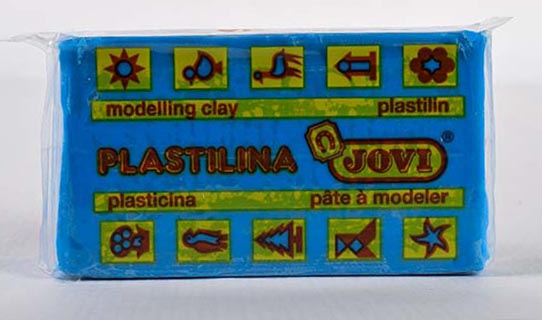 modelling clay plastilin
PLASTILINA JOVI®
plasticina pâte à modeler